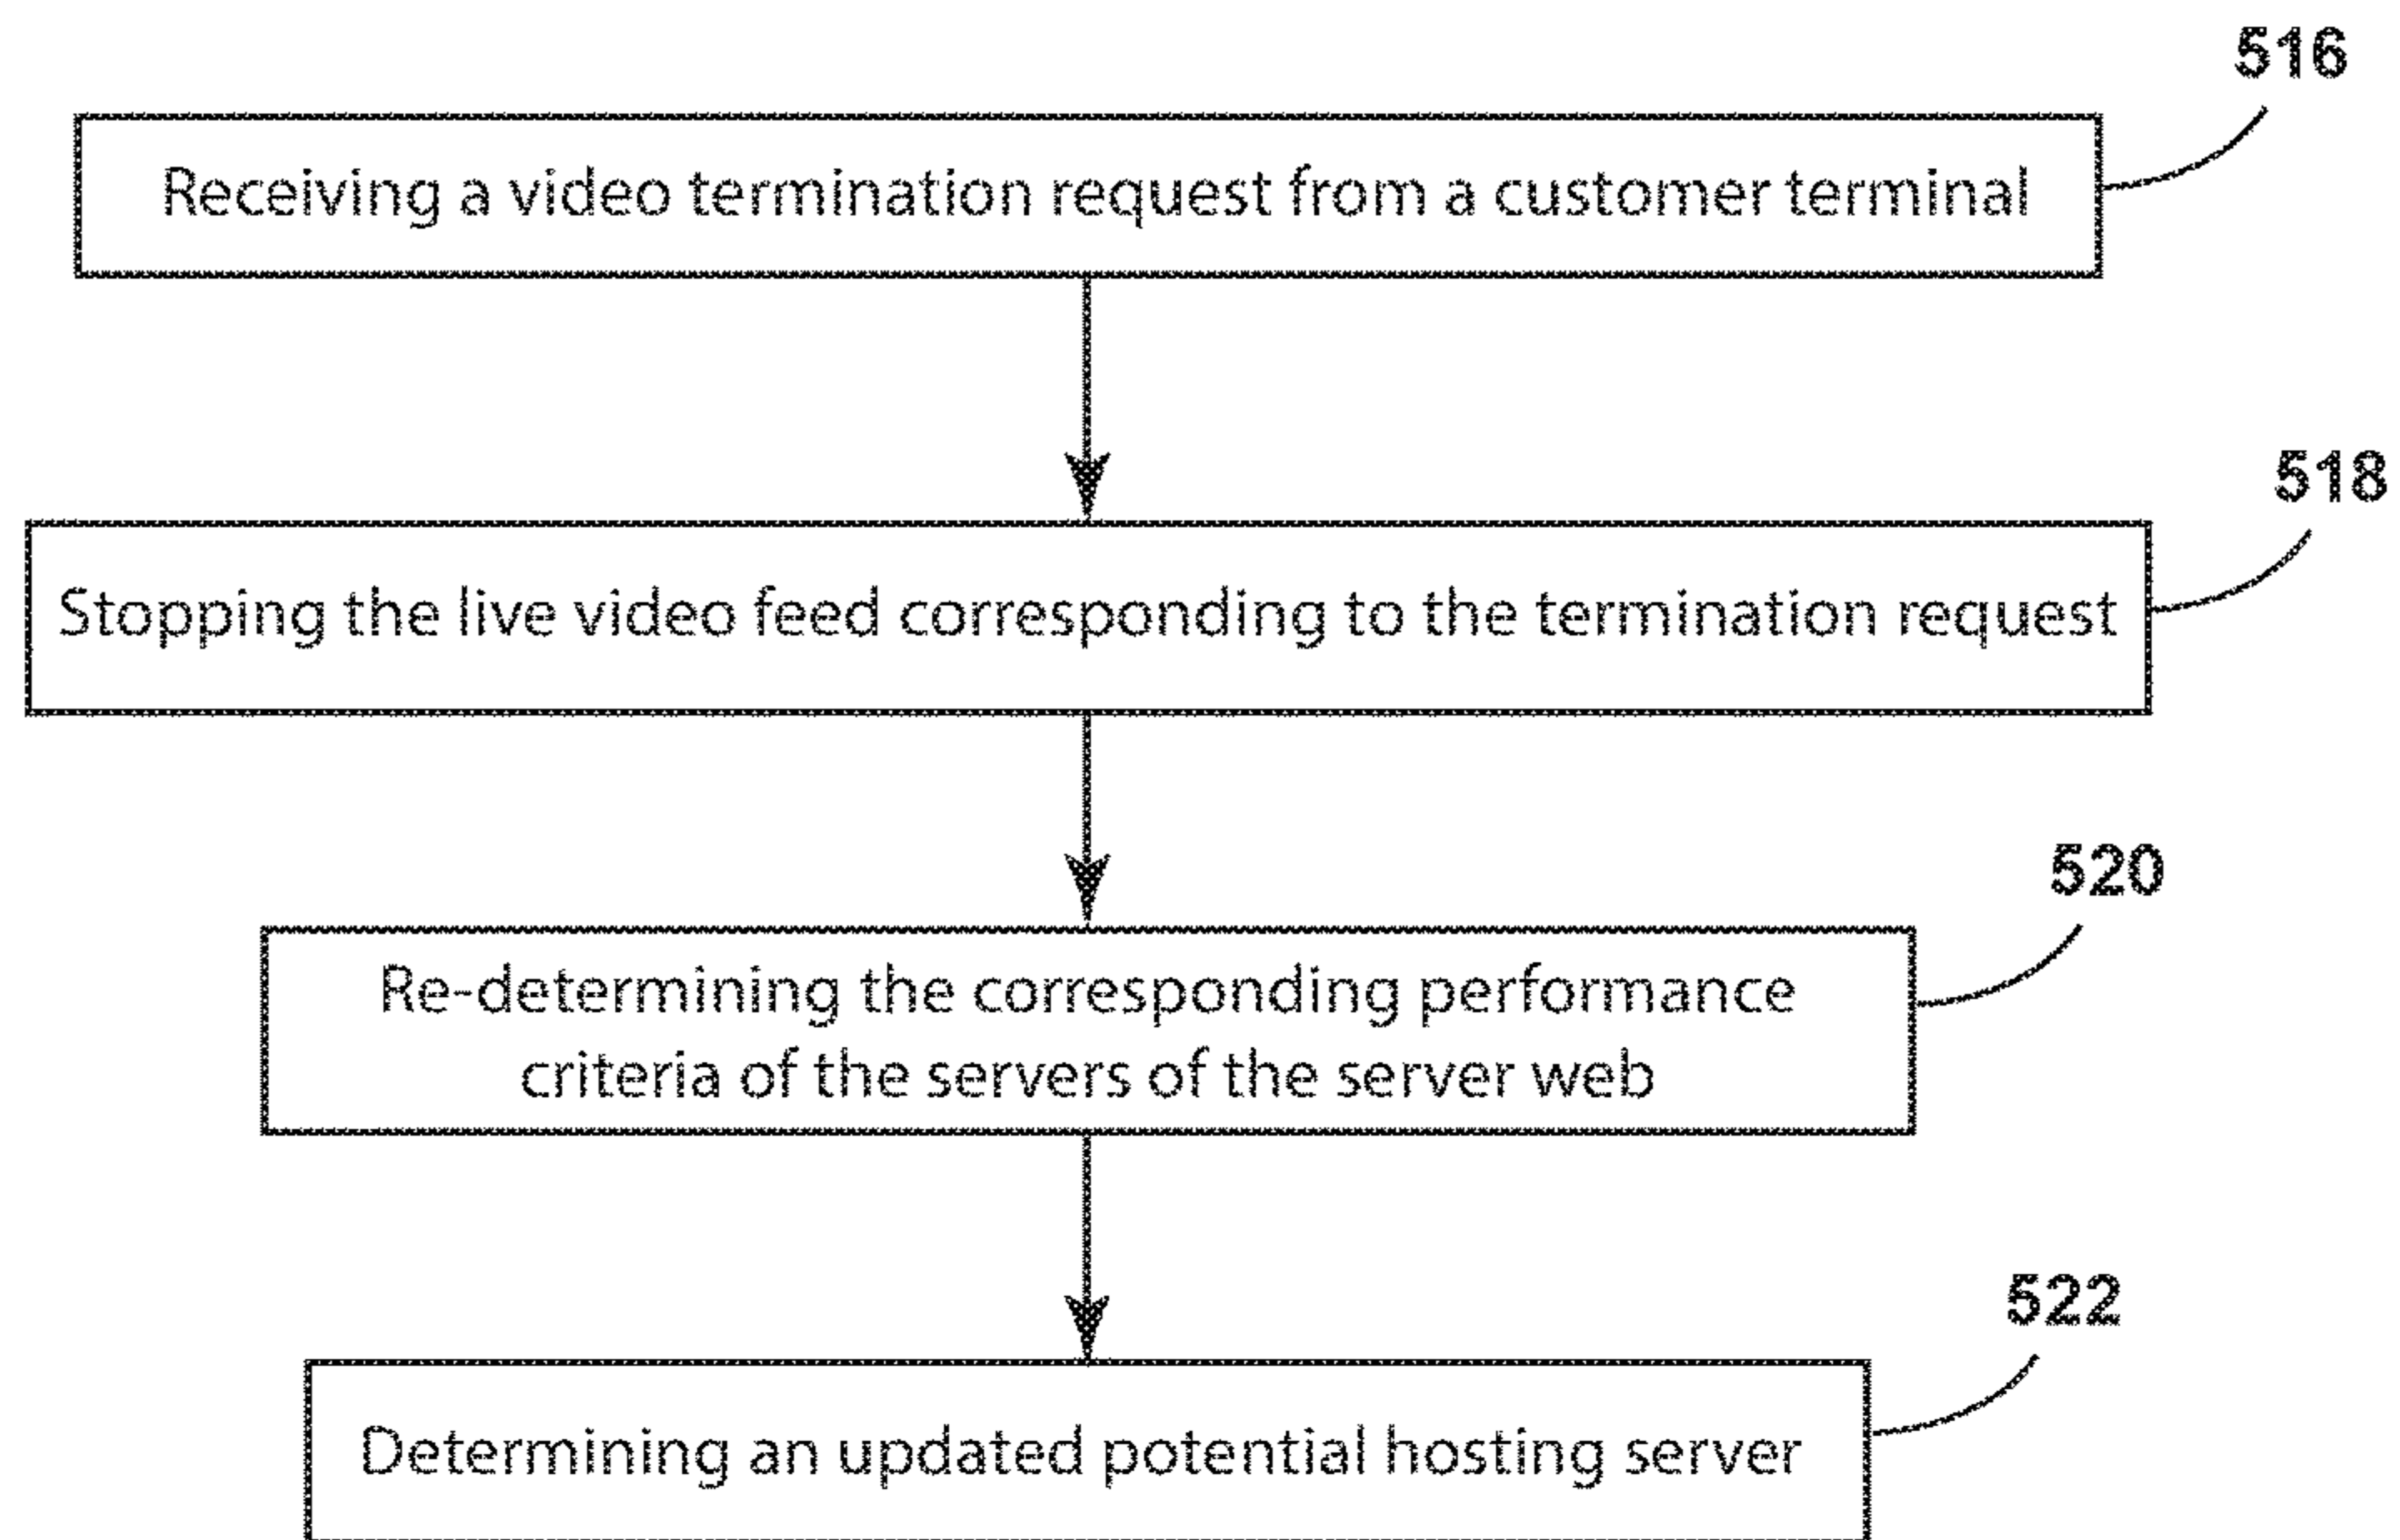 516
Receiving a video termination request from a customer terminal
518
Stopping the live video feed corresponding to the termination request
520
Re-determining the corresponding performance
criteria of the servers of the server web
522
Determining an updated potential hosting server